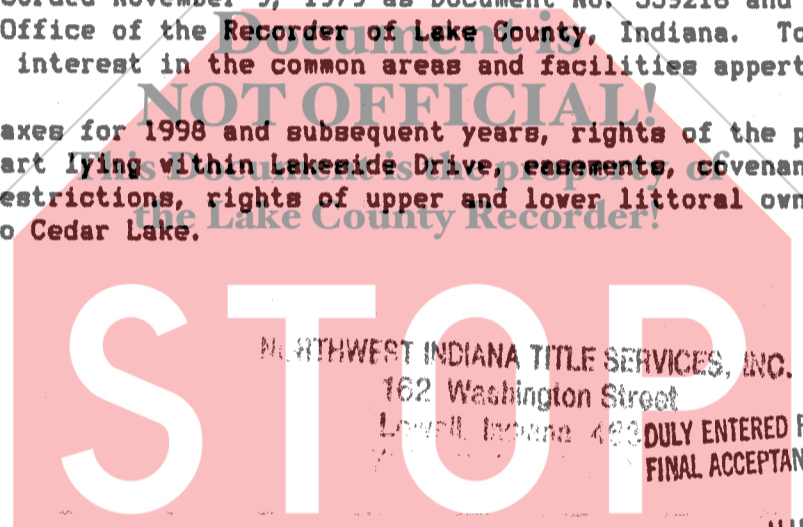 Office of the Recorder of Lake County, Indiana.
interest in the common areas and facilities appert
axes for 1998 and subsequent years, rights of the p
art lying within Lakeside Drive, easements, covenan
estrictions, rights of upper and lower littoral own
o Cedar Lake.
Document is
NOT OFFICIAL!
This Document is the property of
the Lake County Recorder!
STOP
NORTHWEST INDIANA TITLE SERVICES, INC.
162 Washington Street
Lowell, Indiana
DULY ENTERED F
FINAL ACCEPTAN